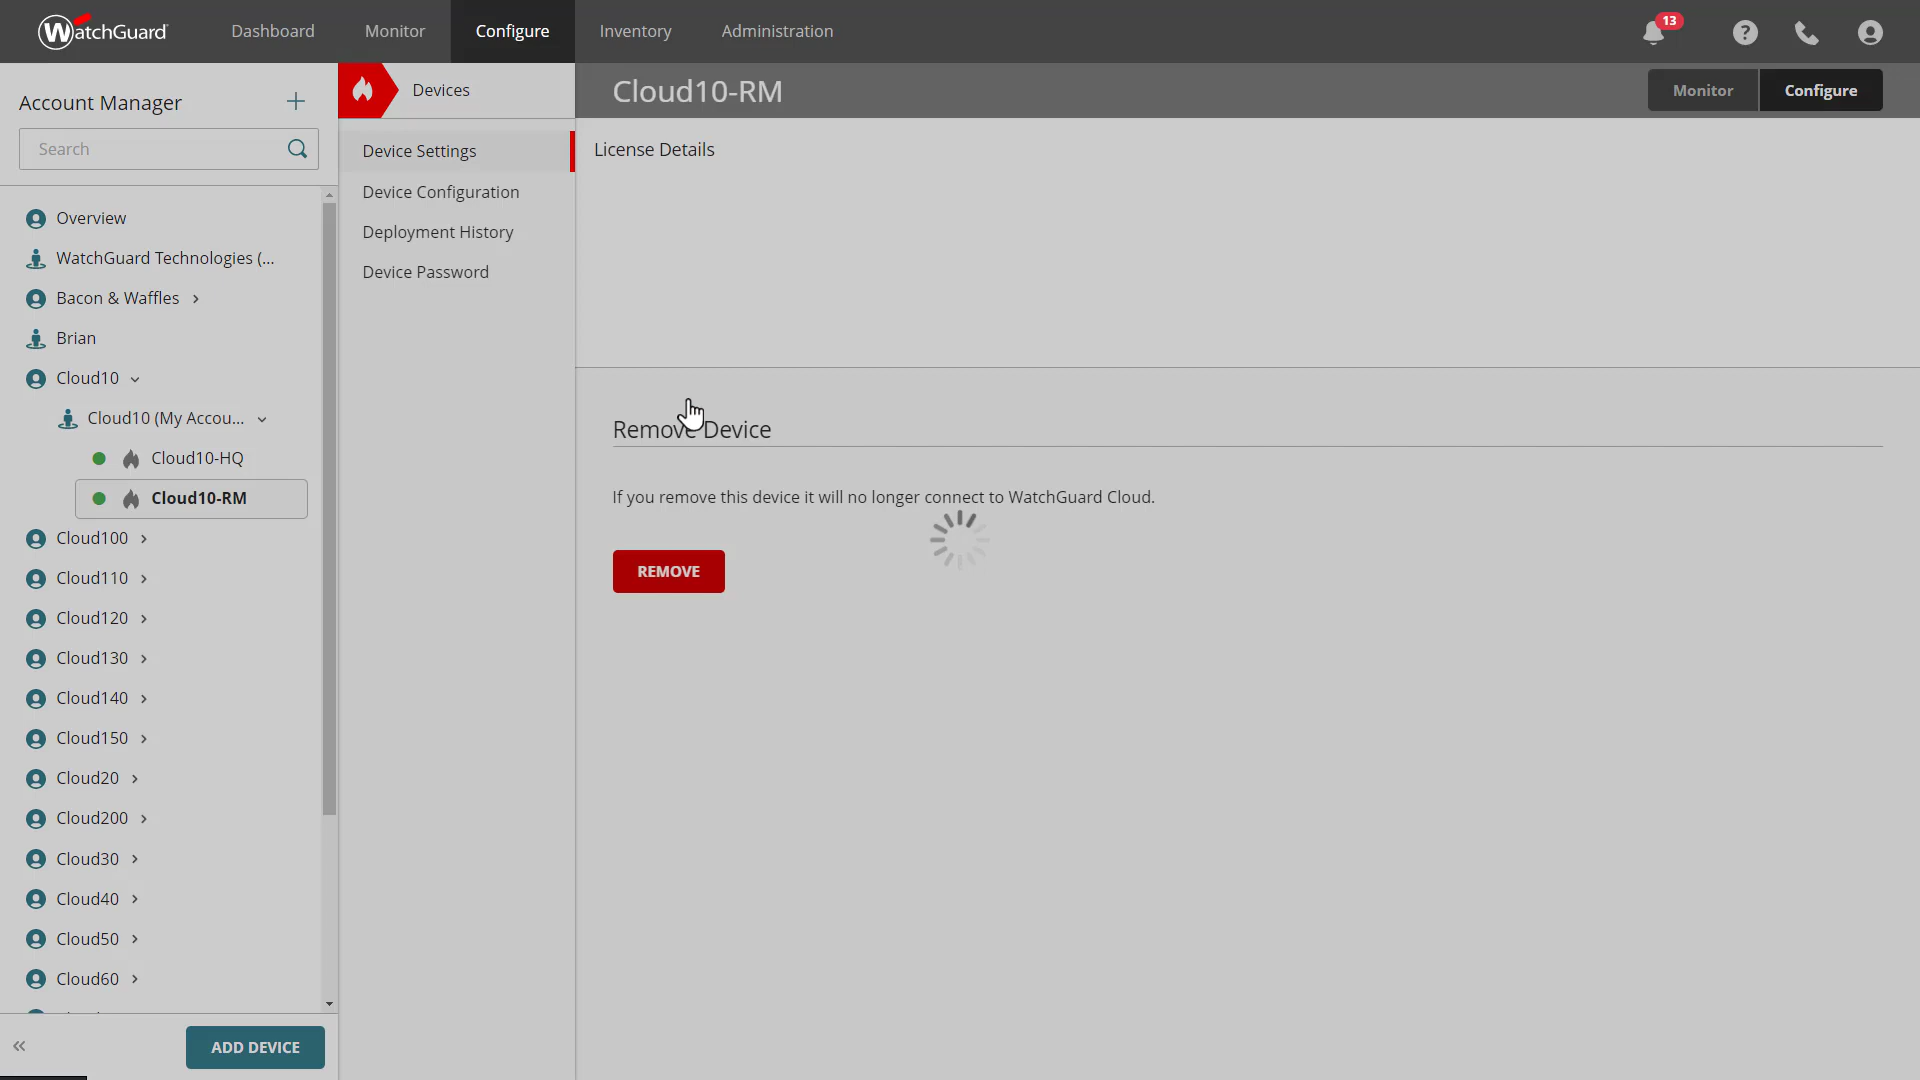 WatchGuard
Dashboard
Monitor
Configure
Inventory
Administration
13
?
Account Manager
Search
Overview
WatchGuard Technologies (...
Bacon & Waffles
Brian
Cloud10
Cloud10 (My Accou...
Cloud10-HQ
Cloud10-RM
Cloud100
Cloud110
Cloud120
Cloud130
Cloud140
Cloud150
Cloud20
Cloud200
Cloud30
Cloud40
Cloud50
Cloud60
ADD DEVICE
Devices
Device Settings
Device Configuration
Deployment History
Device Password
Cloud10-RM
Monitor
Configure
License Details
Remove Device
If you remove this device it will no longer connect to WatchGuard Cloud.
REMOVE